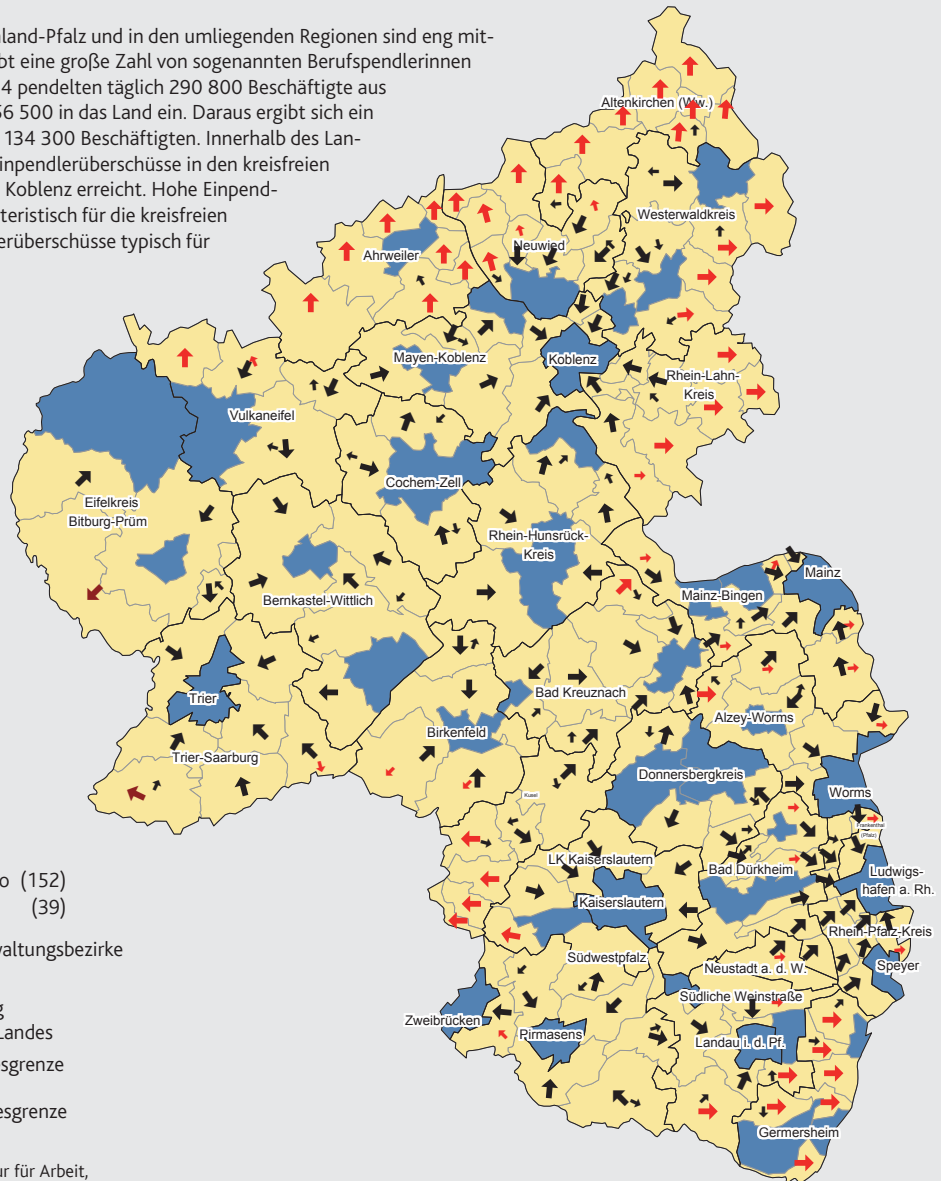 land-Pfalz und in den umliegenden Regionen sind eng mit-
bt eine große Zahl von sogenannten Berufspendlerinnen
4 pendelten täglich 290 800 Beschäftigte aus
56 500 in das Land ein. Daraus ergibt sich ein
134 300 Beschäftigten. Innerhalb des Lan-
inpendlerüberschüsse in den kreisfreien
Koblenz erreicht. Hohe Einpend-
teristisch für die kreisfreien
erüberschüsse typisch für
Altenkirchen (Ww.)
Westerwaldkreis
Neuwied
Ahrweiler
Mayen-Koblenz
Koblenz
Rhein-Lahn-
Kreis
Vulkaneifel
Cochem-Zell
Eifelkreis
Bitburg-Prüm
Rhein-Hunsrück-
Kreis
Mainz
Mainz-Bingen
Bernkastel-Wittlich
Trier
Bad Kreuznach
Alzey-Worms
Birkenfeld
Trier-Saarburg
Donnersbergkreis
Worms
Kusel
Frankenthal
(Pfalz)
LK Kaiserslautern
Bad Dürkheim
Ludwigs-
hafen a. Rh.
Kaiserslautern
Rhein-Pfalz-Kreis
Südwestpfalz
Neustadt a. d. W.
Speyer
Südliche Weinstraße
Zweibrücken
Pirmasens
Landau i. d. Pf.
Germersheim
o (152)
(39)
altungsbezirke
g
Landes
sgrenze
esgrenze
ur für Arbeit,